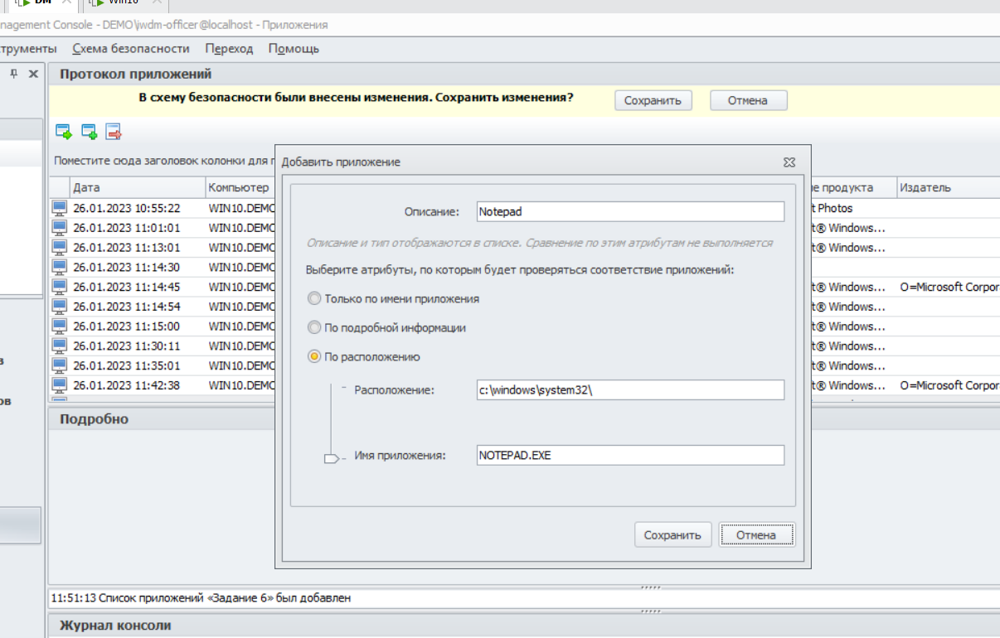 DM Win10
nagement Console - DEMO\iwdm-officer@localhost - Приложения
трументы Схема безопасности Переход Помощь
Протокол приложений
В схему безопасности были внесены изменения. Сохранить изменения? Сохранить Отмена
Поместите сюда заголовок колонки для г
Дата Компьютер е продукта Издатель
26.01.2023 10:55:22 WIN10.DEMO t Photos
26.01.2023 11:01:01 WIN10.DEMO t® Windows...
26.01.2023 11:13:01 WIN10.DEMO t® Windows...
26.01.2023 11:14:30 WIN10.DEMO
26.01.2023 11:14:45 WIN10.DEMO t® Windows... O=Microsoft Corpor
26.01.2023 11:14:54 WIN10.DEMO t® Windows...
26.01.2023 11:15:00 WIN10.DEMO t® Windows...
26.01.2023 11:30:11 WIN10.DEMO t® Windows...
26.01.2023 11:35:01 WIN10.DEMO t® Windows...
26.01.2023 11:42:38 WIN10.DEMO t® Windows... O=Microsoft Corpor
в
ов
Добавить приложение
Описание: Notepad
Описание и тип отображаются в списке. Сравнение по этим атрибутам не выполняется
Выберите атрибуты, по которым будет проверяться соответствие приложений:
Только по имени приложения
По подробной информации
По расположению
Расположение: c:\windows\system32\
Имя приложения: NOTEPAD.EXE
Сохранить Отмена
Подробно
11:51:13 Список приложений «Задание 6» был добавлен
Журнал консоли